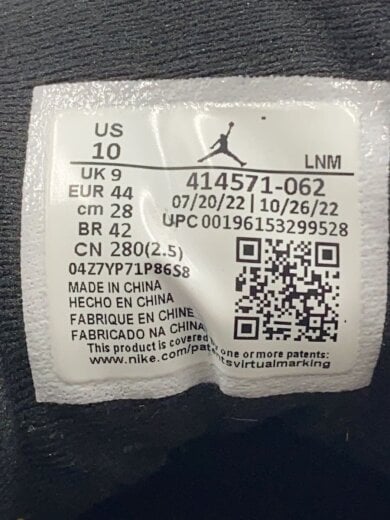 US
10
LNM
UK 9
EUR 44
cm 28
BR 42
CN 280(2.5)
414571-062
07/20/22 | 10/26/22
UPC 00196153299528
04Z7YP71P86S8
MADE IN CHINA
HECHO EN CHINA
FABRIQUE EN CHINE
FABRICADO NA CHINA
This product is covered by one or more patents:
www.nike.com/patentsvirtualmarking